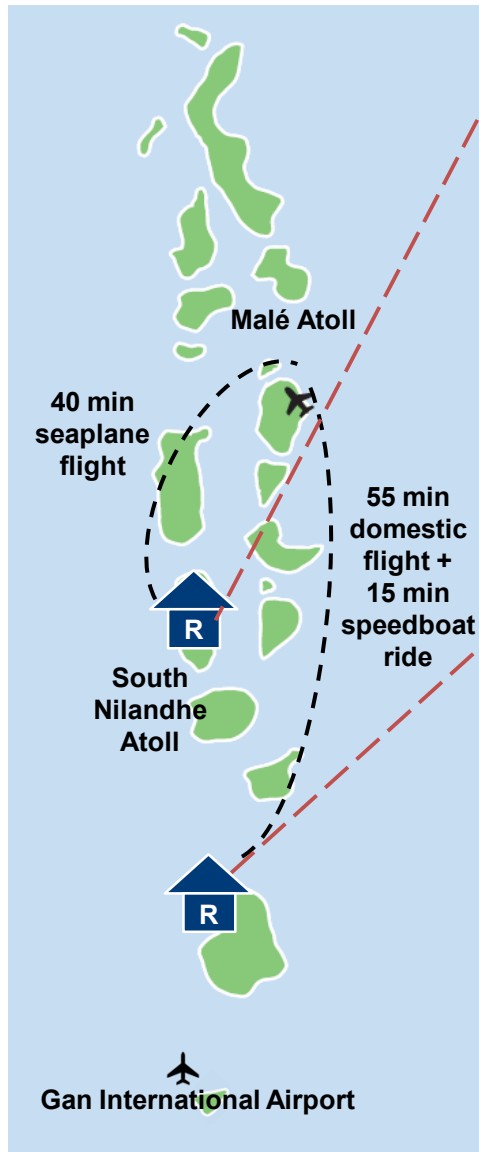 Malé Atoll
40 min
seaplane
flight
55 min
domestic
flight +
15 min
speedboat
ride
R
South
Nilandhe
Atoll
R
Gan International Airport